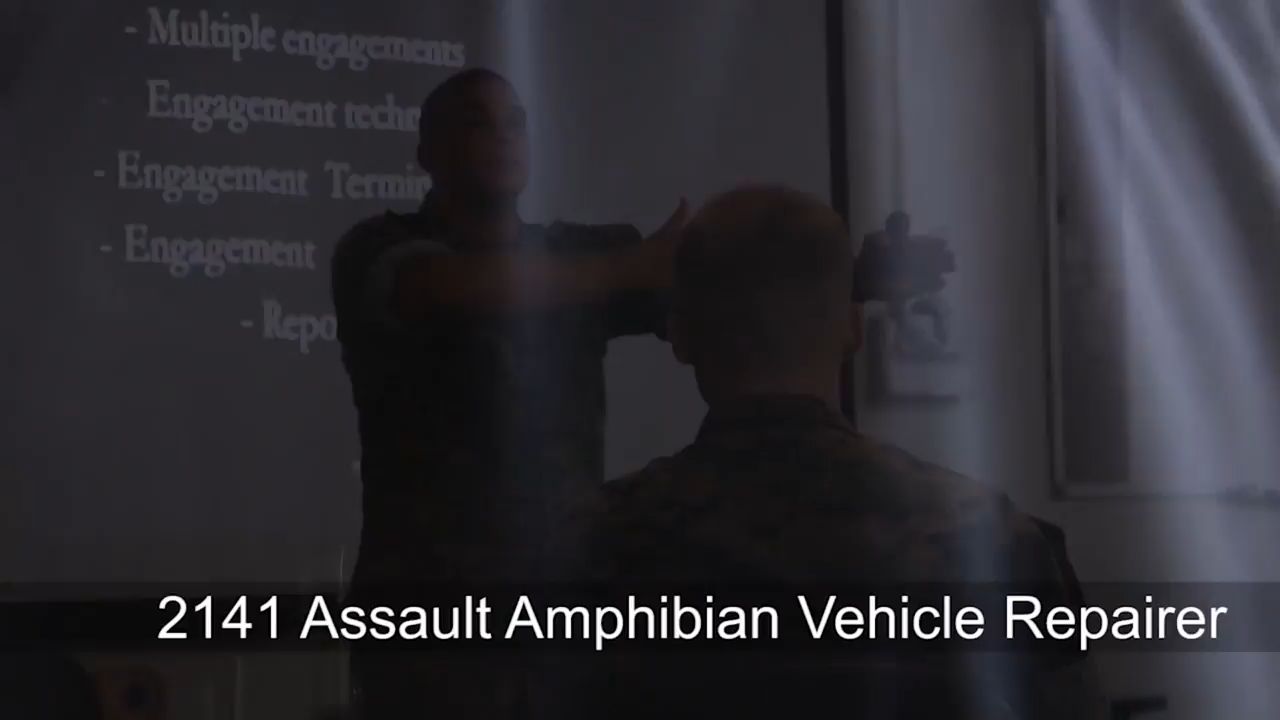 - Multiple engagements
Engagement
- Engagement
- Engagement
-
2141 Assault Amphibian Vehicle Repairer